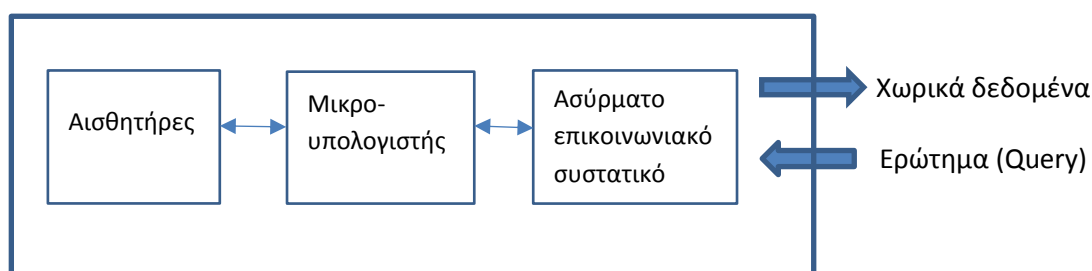 Αισθητήρες
Μικρο-
υπολογιστής
Ασύρματο
επικοινωνιακό
συστατικό
Χωρικά δεδομένα
Ερώτημα (Query)